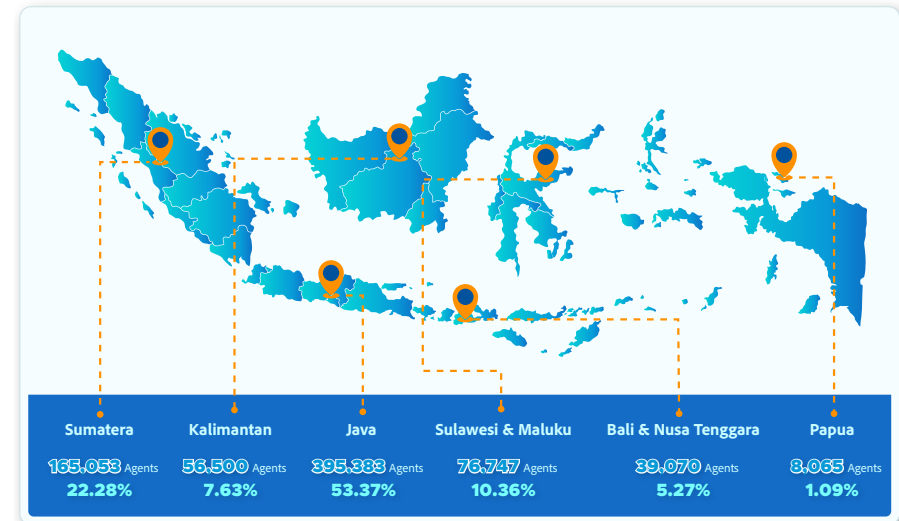 Sumatera
Kalimantan
Java
Sulawesi & Maluku
Bali & Nusa Tenggara
Papua
165.053 Agents
56.500 Agents
395.383 Agents
76.747 Agents
39.070 Agents
8.065 Agents
22.28%
7.63%
53.37%
10.36%
5.27%
1.09%